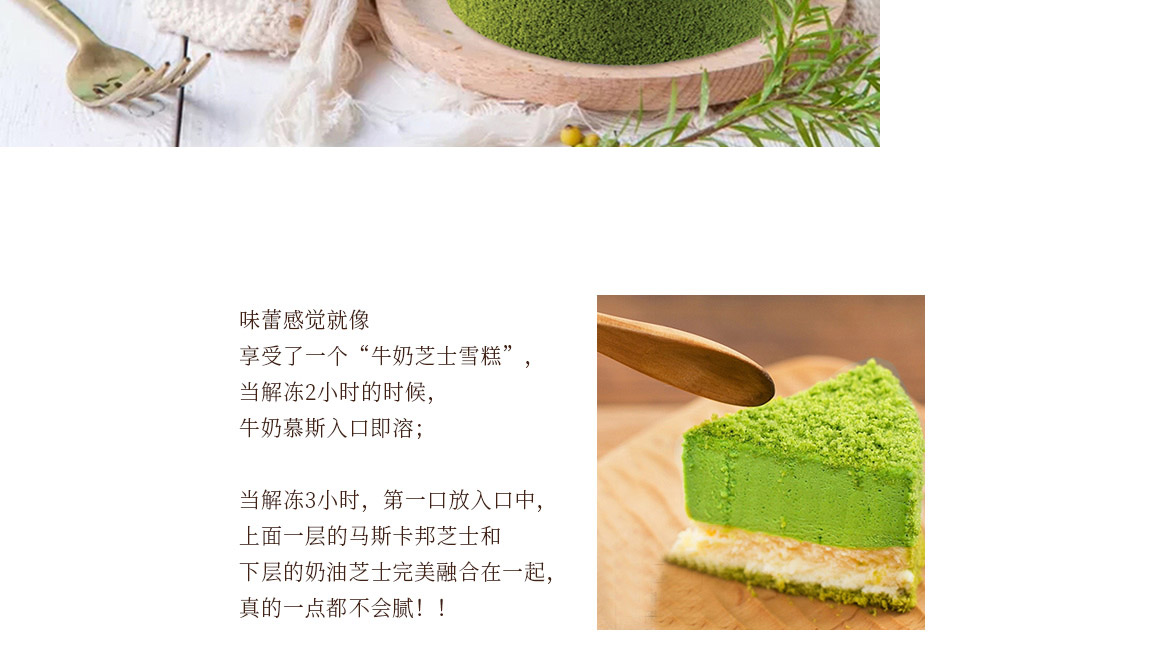 味蕾感觉就像
享受了一个“牛奶芝士雪糕”,
当解冻2小时的时候,
牛奶慕斯入口即溶;
当解冻3小时，第一口放入口中,
上面一层的马斯卡邦芝士和
下层的奶油芝士完美融合在一起,
真的一点都不会腻！！